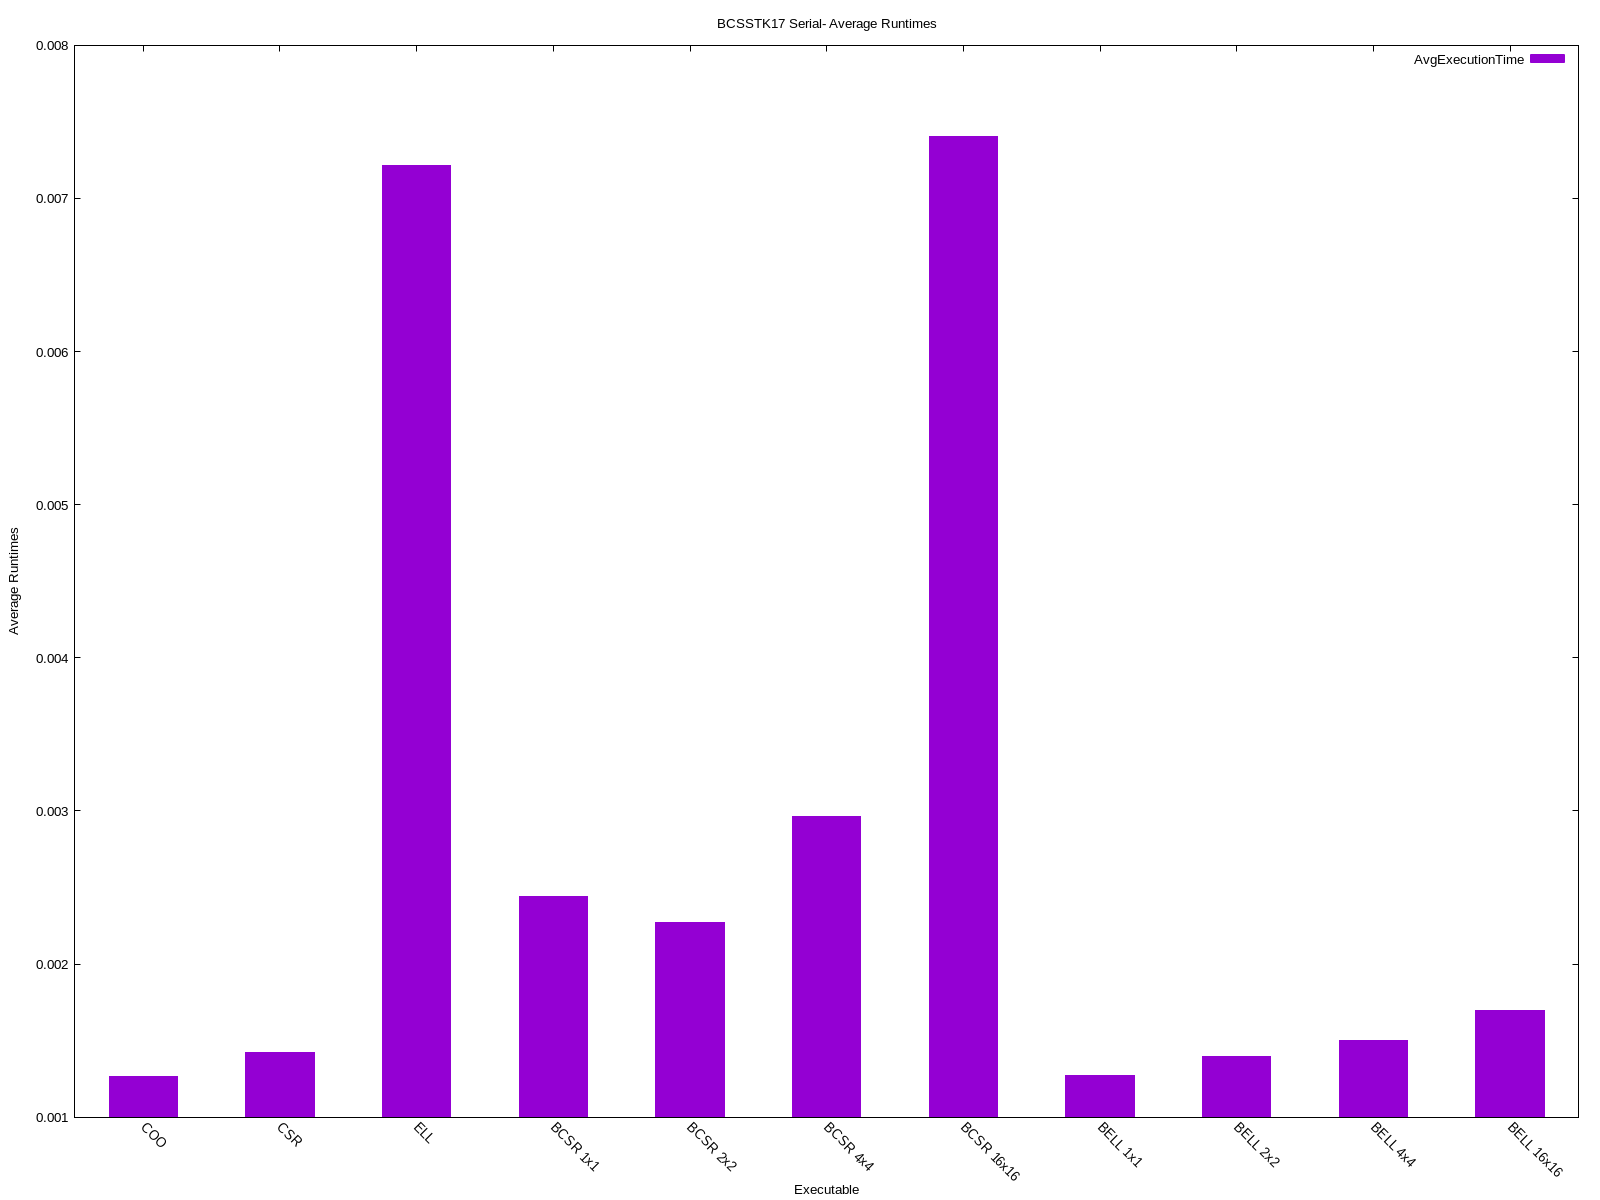 BCSSTK17 Serial- Average Runtimes
AvgExecutionTime
0.008
0.007
0.006
0.005
0.004
0.003
0.002
0.001
Average Runtimes
COO
CSR
ELL
BCSR 1x1
BCSR 2x2
BCSR 4x4
BCSR 16x16
BELL 1x1
BELL 2x2
BELL 4x4
BELL 16x16
Executable